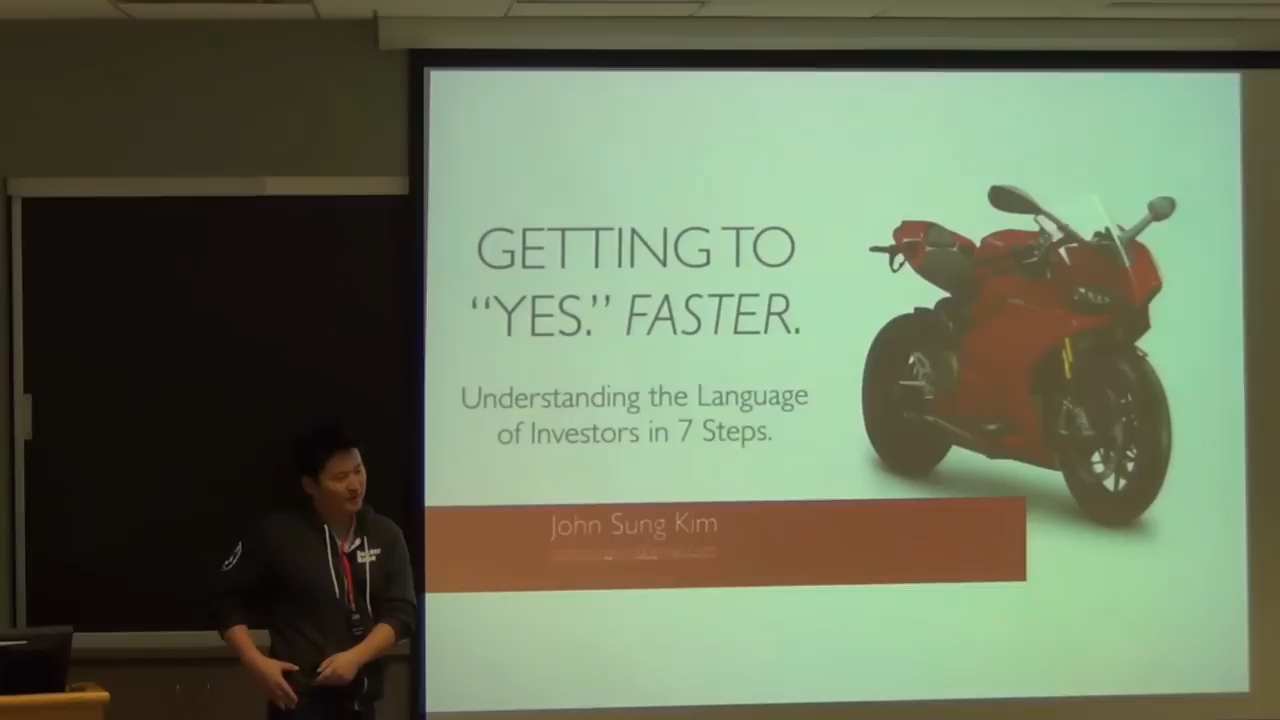 GETTING TO
“YES.” FASTER.
Understanding the Language
of Investors in 7 Steps.
John Sung Kim